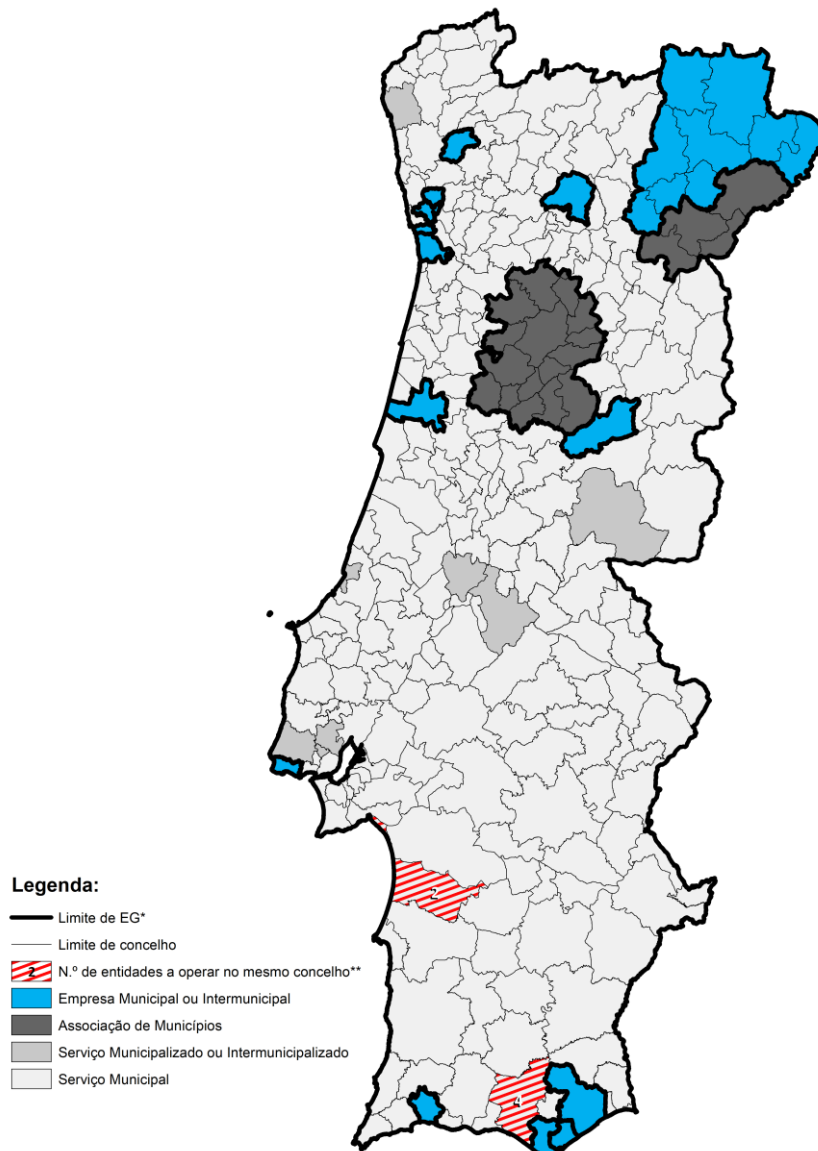 2
4
Legenda:
Limite de EG*
Limite de concelho
2 N.º de entidades a operar no mesmo concelho**
Empresa Municipal ou Intermunicipal
Associação de Municípios
Serviço Municipalizado ou Intermunicipalizado
Serviço Municipal